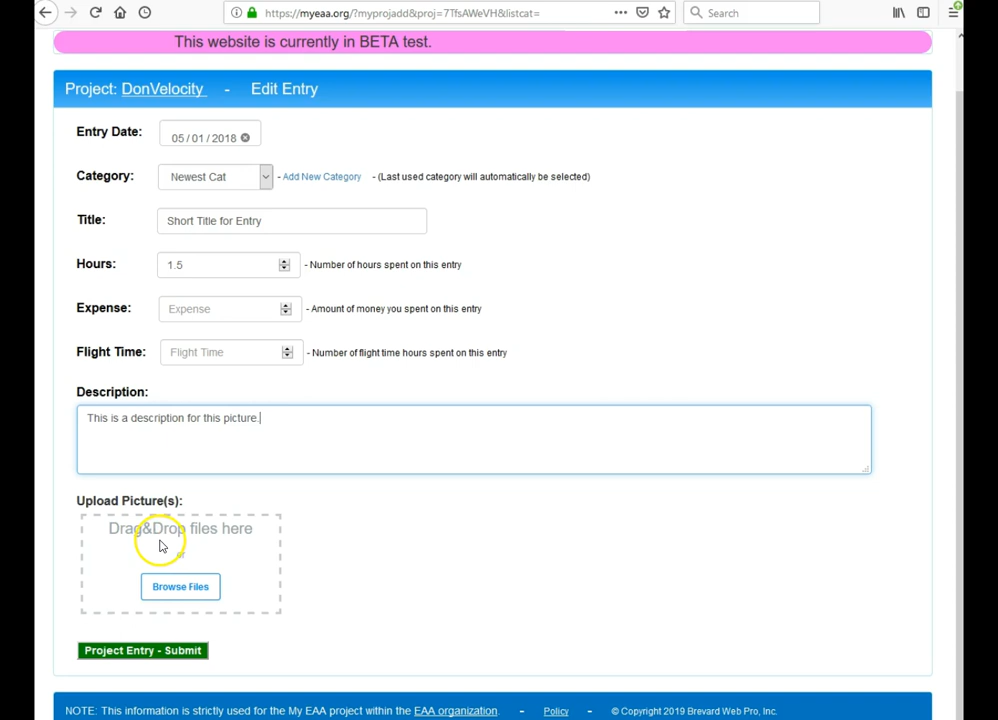 https://myeaa.org/?myprojadd&proj=7TfsAWeVH&listcat=
Search
This website is currently in BETA test.
Project: DonVelocity - Edit Entry
Entry Date: 05 / 01 / 2018
Category: Newest Cat - Add New Category - (Last used category will automatically be selected)
Title: Short Title for Entry
Hours: 1.5 - Number of hours spent on this entry
Expense: Expense - Amount of money you spent on this entry
Flight Time: Flight Time - Number of flight time hours spent on this entry
Description:
This is a description for this picture.
Upload Picture(s):
Drag&Drop files here
or
Browse Files
Project Entry - Submit
NOTE: This information is strictly used for the My EAA project within the EAA organization. - Policy - © Copyright 2019 Brevard Web Pro, Inc.